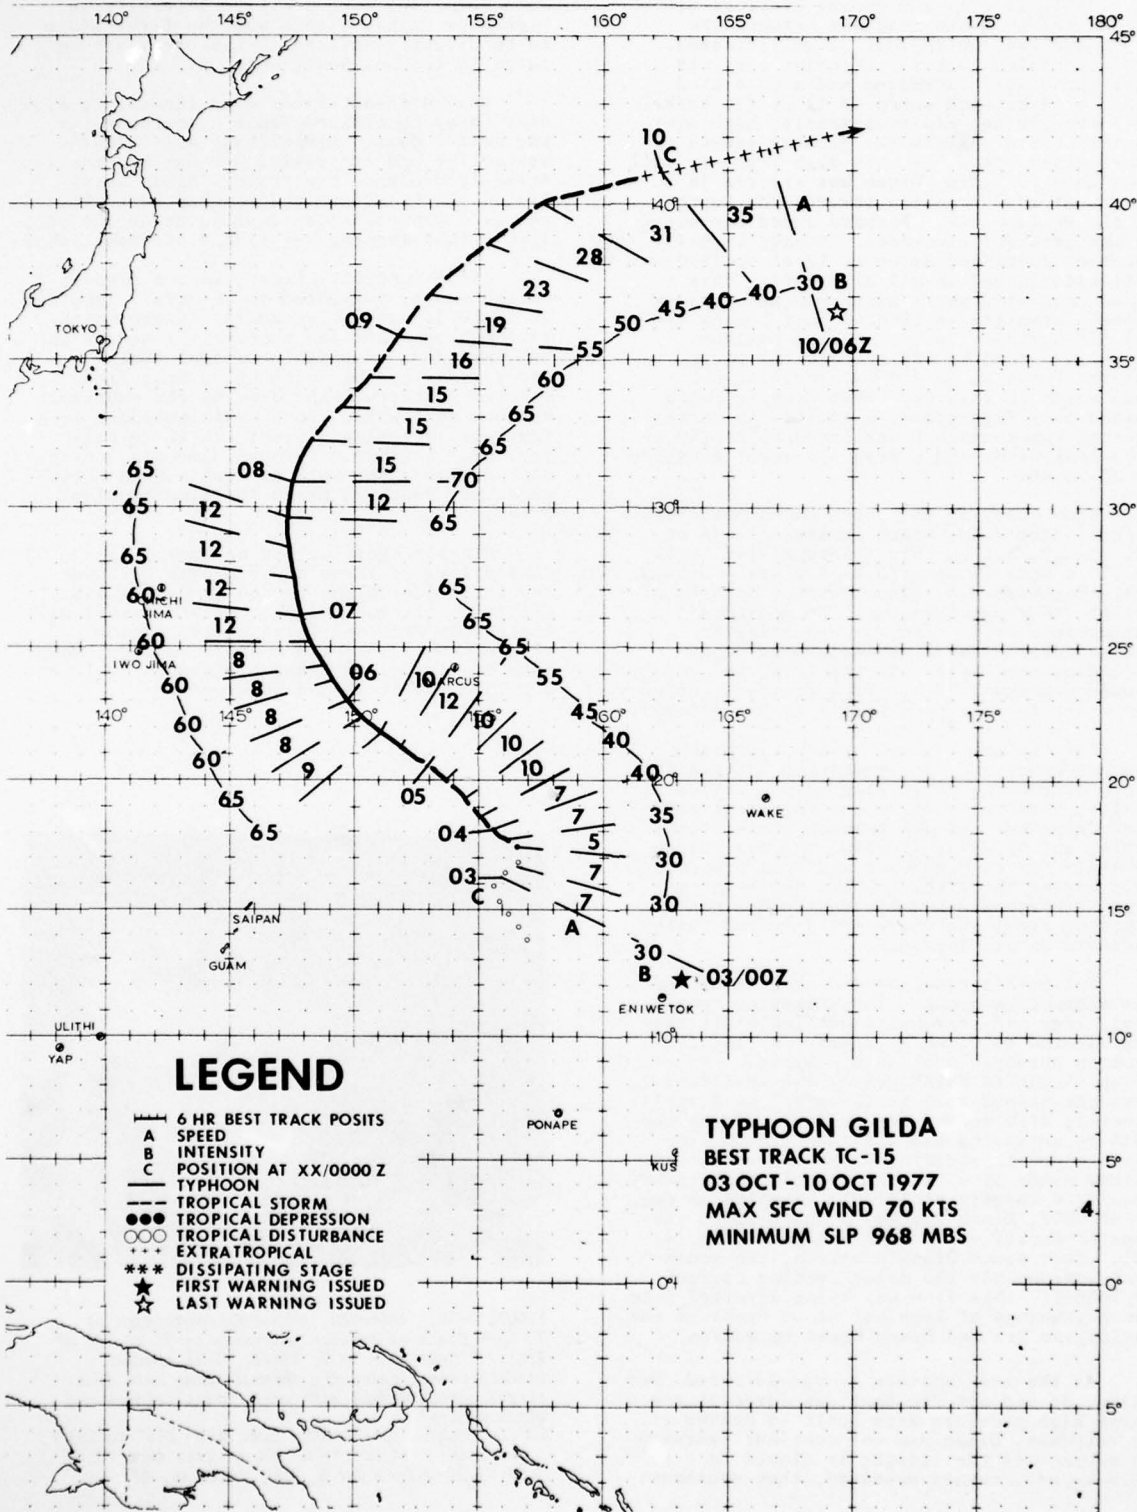 140° 145° 150° 155° 160° 165° 170° 175° 180°
45°
10
C
40° 35 A 40°
31
28
23 45 40 40 30 B
09 19 50
TOKYO 55 10/06Z
16 35°
60
15
65
15
65
65 08 15 -70
65 12 12 65 30° 30°
12
65
65
60 12
CHICHI
JIMA
07
12 65
60 65
IWO JIMA 8 25°
06 10 MARCUS 55
60 8 12
140° 145° 150° 155° 160° 165° 170° 175°
45
60 8 10
40
8 10
60 9 10 40 20° 20°
65 05 7
WAKE
65 04 7 35
5
30
03 7
C 7 30 15°
SAIPAN A
30
GUAM B 03/00Z
ENIWETOK
ULITHI 10° 10°
YAP
LEGEND
6 HR BEST TRACK POSITS
A SPEED
B INTENSITY
C POSITION AT XX/0000 Z
TYPHOON
TROPICAL STORM
TROPICAL DEPRESSION
TROPICAL DISTURBANCE
EXTRATROPICAL
DISSIPATING STAGE
FIRST WARNING ISSUED
LAST WARNING ISSUED
PONAPE
KUS
TYPHOON GILDA
BEST TRACK TC-15
03 OCT - 10 OCT 1977
MAX SFC WIND 70 KTS
MINIMUM SLP 968 MBS
5°
4
0° 0°
5°